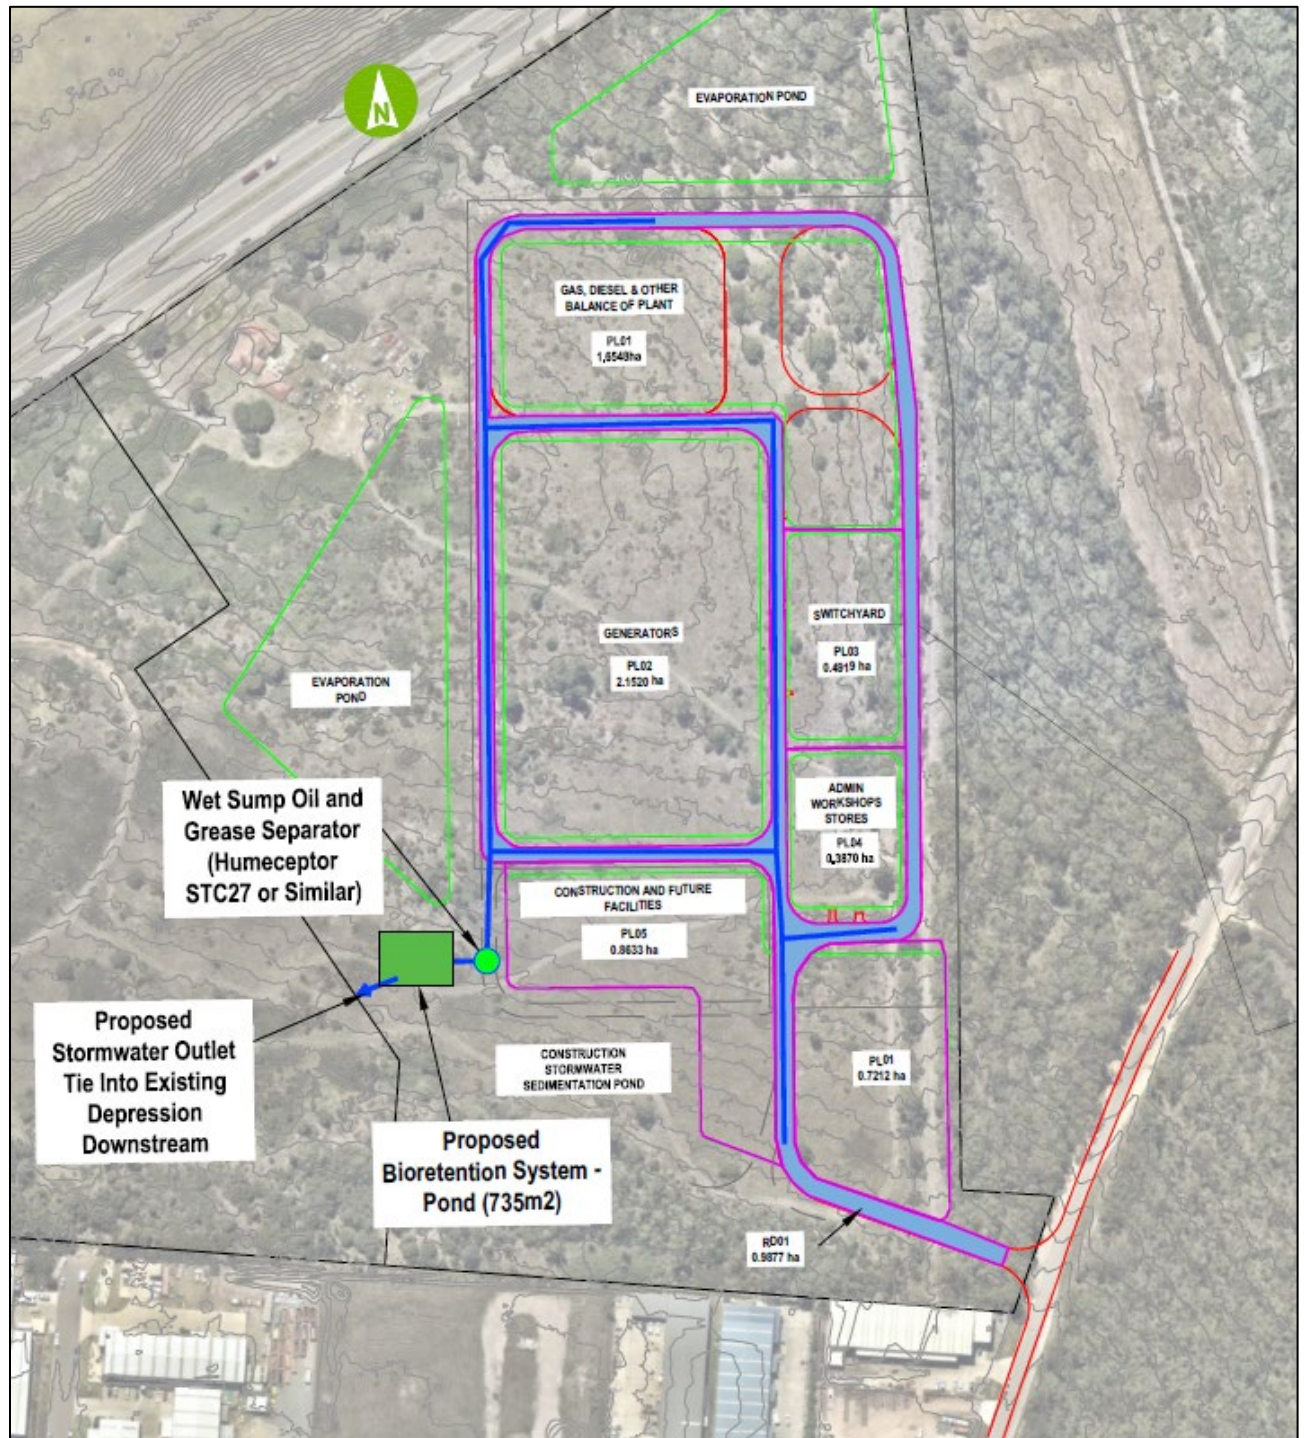 EVAPORATION POND
N
GAS, DIESEL & OTHER
BALANCE OF PLANT
PL01
1,6548ha
GENERATORS
PL02
2.1520 ha
SWITCHYARD
PL03
0.4919 ha
EVAPORATION
POND
ADMIN
WORKSHOPS
STORES
PL04
0,3870 ha
Wet Sump Oil and
Grease Separator
(Humeceptor
STC27 or Similar)
CONSTRUCTION AND FUTURE
FACILITIES
PL05
0.8633 ha
Proposed
Stormwater Outlet
Tie Into Existing
Depression
Downstream
CONSTRUCTION
STORMWATER
SEDIMENTATION POND
PL01
0.7212 ha
Proposed
Bioretention System -
Pond (735m2)
RD01
0.9877 ha